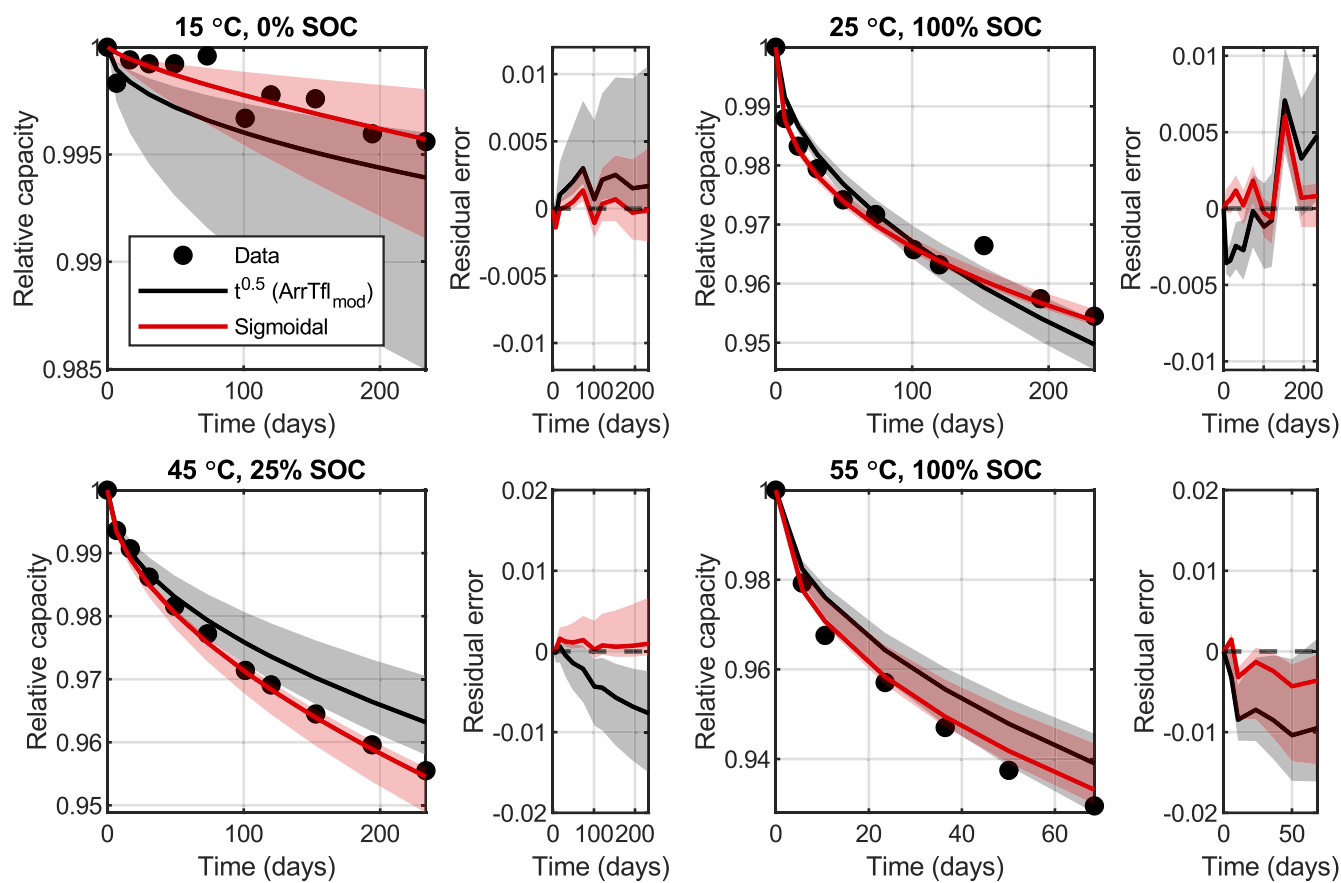 15 °C, 0% SOC
1
0.995
0.99
0.985
0
100
200
Relative capacity
Time (days)
Data
t^0.5 (ArrTfl_mod)
Sigmoidal
0.01
0.005
0
-0.005
-0.01
0
100
200
Residual error
Time (days)
25 °C, 100% SOC
1
0.99
0.98
0.97
0.96
0.95
0
100
200
Relative capacity
Time (days)
0.01
0.005
0
-0.005
-0.01
0
100
200
Residual error
Time (days)
45 °C, 25% SOC
1
0.99
0.98
0.97
0.96
0.95
0
100
200
Relative capacity
Time (days)
0.02
0.01
0
-0.01
-0.02
0
100
200
Residual error
Time (days)
55 °C, 100% SOC
1
0.98
0.96
0.94
0
20
40
60
Relative capacity
Time (days)
0.02
0.01
0
-0.01
-0.02
0
50
Residual error
Time (days)